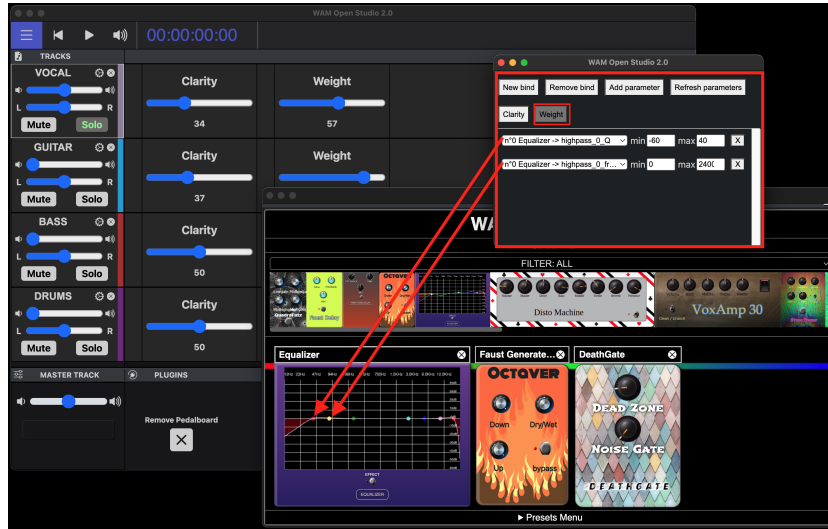 WAM Open Studio 2.0
00:00:00:00
TRACKS
VOCAL
L R
Mute Solo
Clarity
34
Weight
57
GUITAR
L R
Mute Solo
Clarity
37
Weight
BASS
L R
Mute Solo
Clarity
50
DRUMS
L R
Mute Solo
Clarity
50
MASTER TRACK
PLUGINS
Remove Pedalboard
X
WAM Open Studio 2.0
New bind Remove bind Add parameter Refresh parameters
Clarity Weight
n°0 Equalizer -> highpass_0_Q min -60 max 40 X
n°0 Equalizer -> highpass_0_fr... min 0 max 2400 X
FILTER: ALL
OCTAVER
Faust Delay
Disto Machine
VoxAmp 30
Equalizer
EFFECT
EQUALIZER
Faust Generate...
OCTAVER
Down Dry/Wet
Up bypass
DeathGate
DEAD ZONE
NOISE GATE
DEATHGATE
► Presets Menu